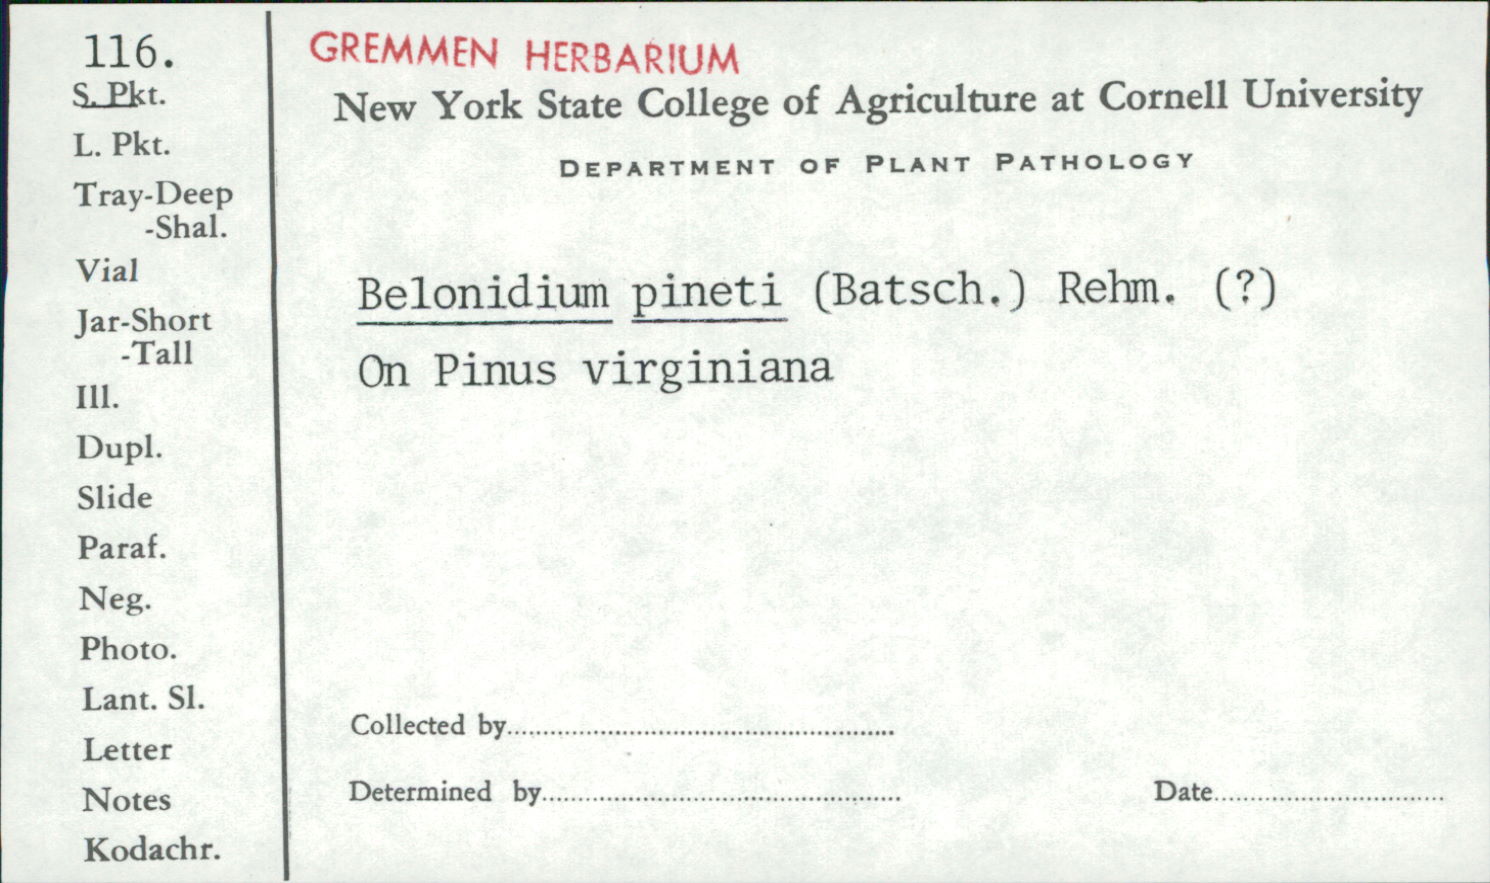 116.
S. Pkt.
L. Pkt.
Tray-Deep
-Shal.
Vial
Jar-Short
-Tall
Ill.
Dupl.
Slide
Paraf.
Neg.
Photo.
Lant. Sl.
Letter
Notes
Kodachr.
GREMMEN HERBARIUM
New York State College of Agriculture at Cornell University
DEPARTMENT OF PLANT PATHOLOGY
Belonidium pineti (Batsch.) Rehm. (?)
On Pinus virginiana
Collected by
Determined by Date